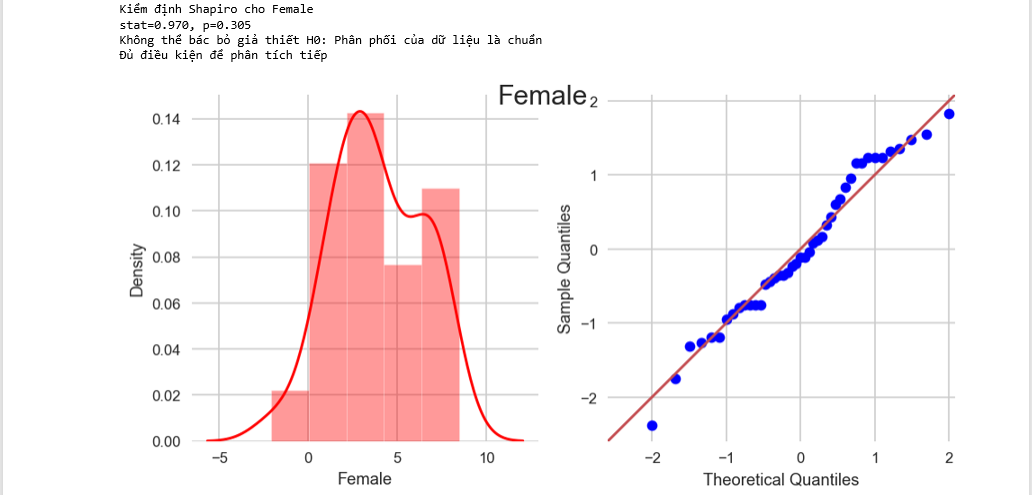 Kiểm định Shapiro cho Female
stat=0.970, p=0.305
Không thể bác bỏ giả thiết H0: Phân phối của dữ liệu là chuẩn
Đủ điều kiện để phân tích tiếp
Female
0.14
0.12
0.10
0.08
0.06
0.04
0.02
0.00
Density
−5
0
5
10
Female
2
1
0
−1
−2
Sample Quantiles
−2
−1
0
1
2
Theoretical Quantiles